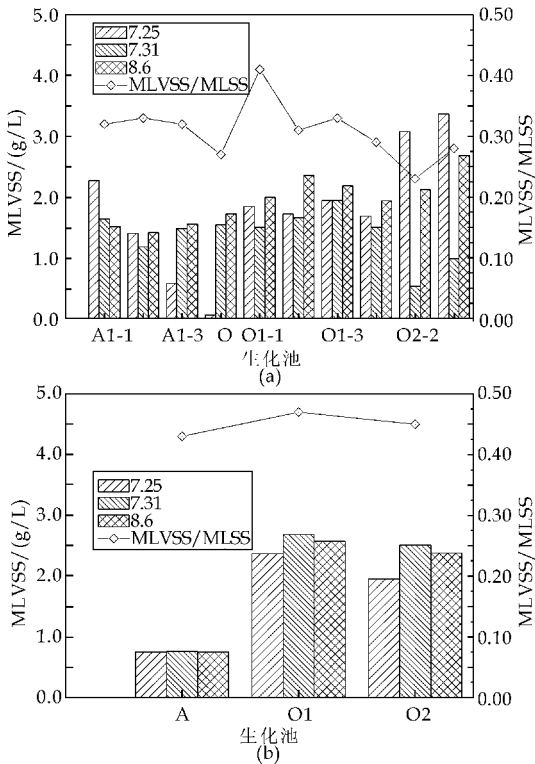 5.0
0.50
7.25
7.31
8.6
MLVSS/MLSS
4.0
0.40
3.0
0.30
2.0
0.20
1.0
0.10
0.0
0.00
MLVSS/(g/L)
MLVSS/MLSS
A1-1 A1-3 O O1-1 O1-3 O2-2
生化池
(a)
5.0
0.50
4.0
0.40
7.25
7.31
8.6
MLVSS/MLSS
3.0
0.30
2.0
0.20
1.0
0.10
0.0
0.00
MLVSS/(g/L)
MLVSS/MLSS
A O1 O2
生化池
(b)